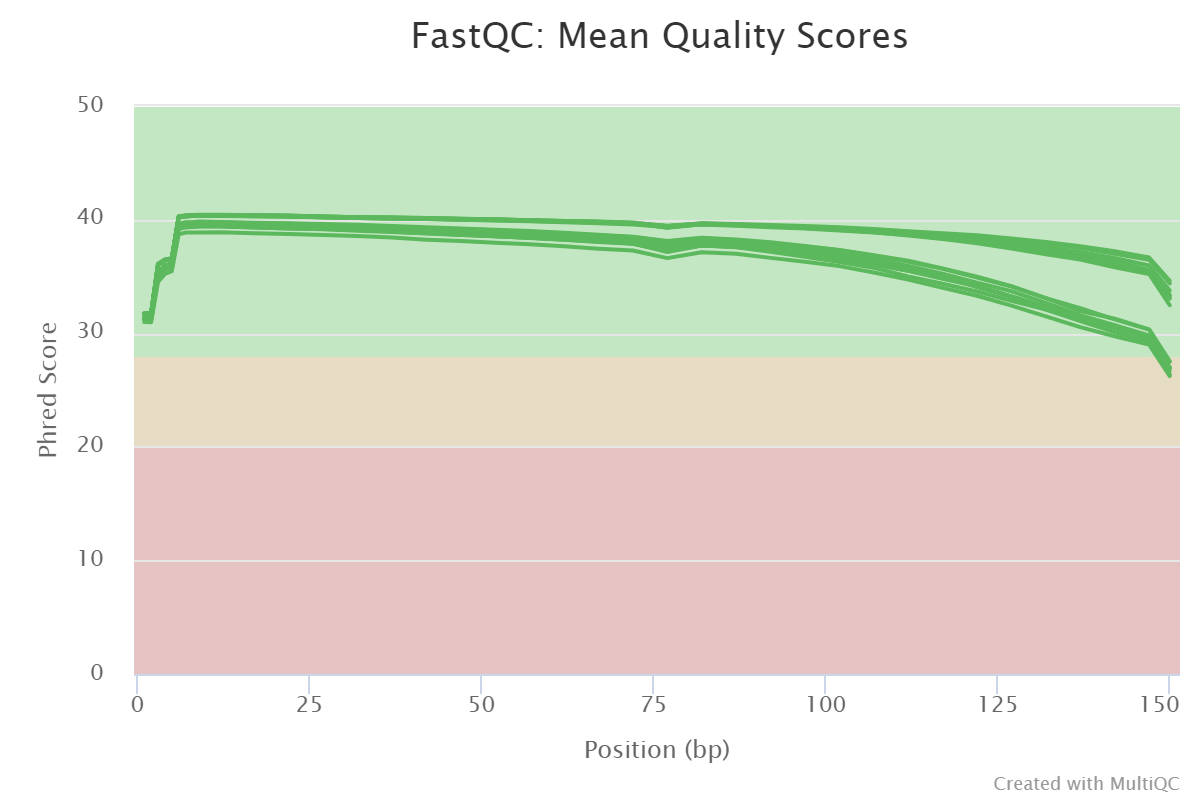 FastQC: Mean Quality Scores
50
40
30
20
10
0
Phred Score
0 25 50 75 100 125 150
Position (bp)
Created with MultiQC